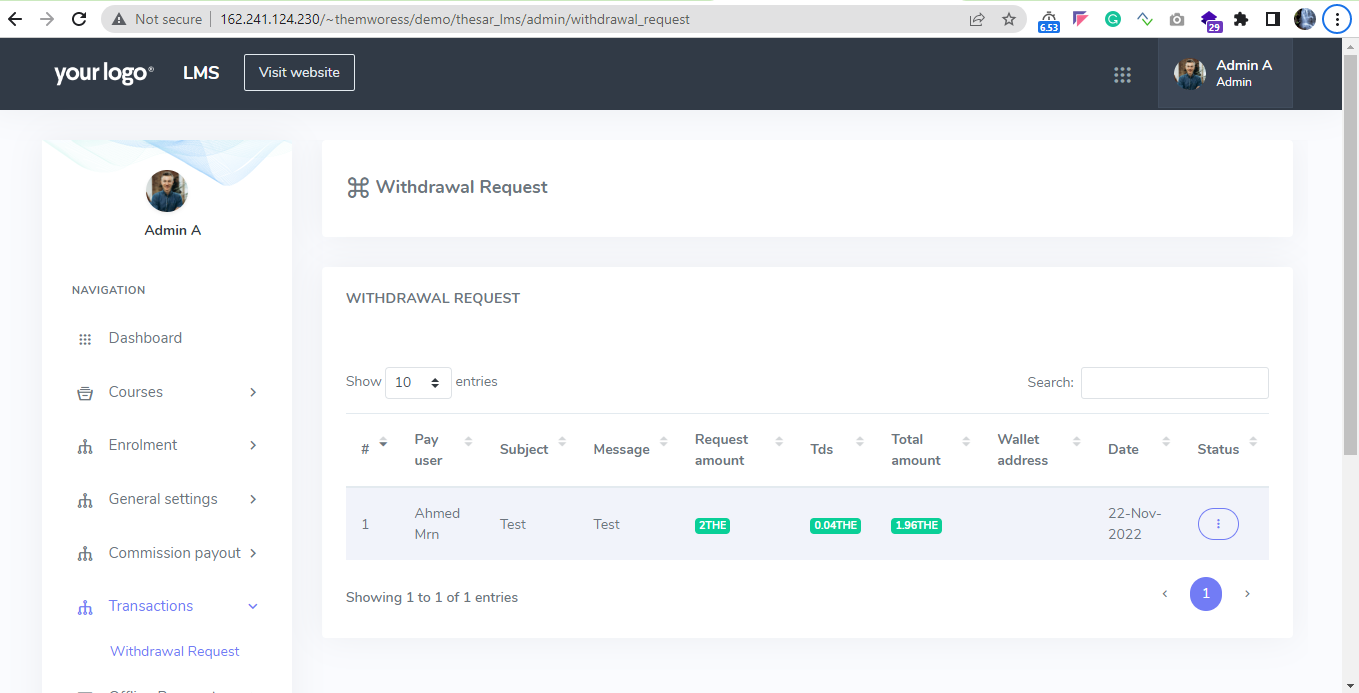 Not secure
162.241.124.230/~themworess/demo/thesar_lms/admin/withdrawal_request
6.53
29
your logo®
LMS
Visit website
Admin A
Admin
Admin A
NAVIGATION
Dashboard
Courses
Enrolment
General settings
Commission payout
Transactions
Withdrawal Request
Withdrawal Request
WITHDRAWAL REQUEST
Show 10 entries
Search:
# Pay user Subject Message Request amount Tds Total amount Wallet address Date Status
1 Ahmed Mrn Test Test 2THE 0.04THE 1.96THE 22-Nov-2022
Showing 1 to 1 of 1 entries
‹ 1 ›